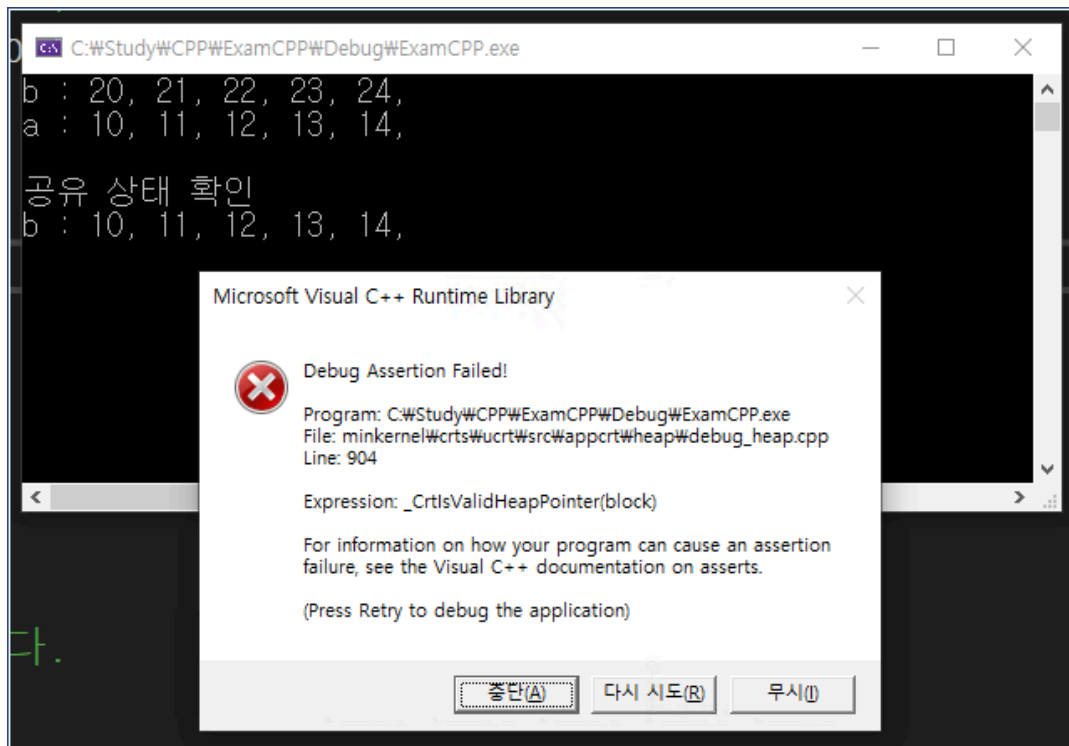 C:₩Study₩CPP₩ExamCPP₩Debug₩ExamCPP.exe
b : 20, 21, 22, 23, 24,
a : 10, 11, 12, 13, 14,
공유 상태 확인
b : 10, 11, 12, 13, 14,
Microsoft Visual C++ Runtime Library
Debug Assertion Failed!
Program: C:₩Study₩CPP₩ExamCPP₩Debug₩ExamCPP.exe
File: minkernel₩crts₩ucrt₩src₩appcrt₩heap₩debug_heap.cpp
Line: 904
Expression: _CrtIsValidHeapPointer(block)
For information on how your program can cause an assertion
failure, see the Visual C++ documentation on asserts.
(Press Retry to debug the application)
다.
중단(A) 다시 시도(R) 무시(I)